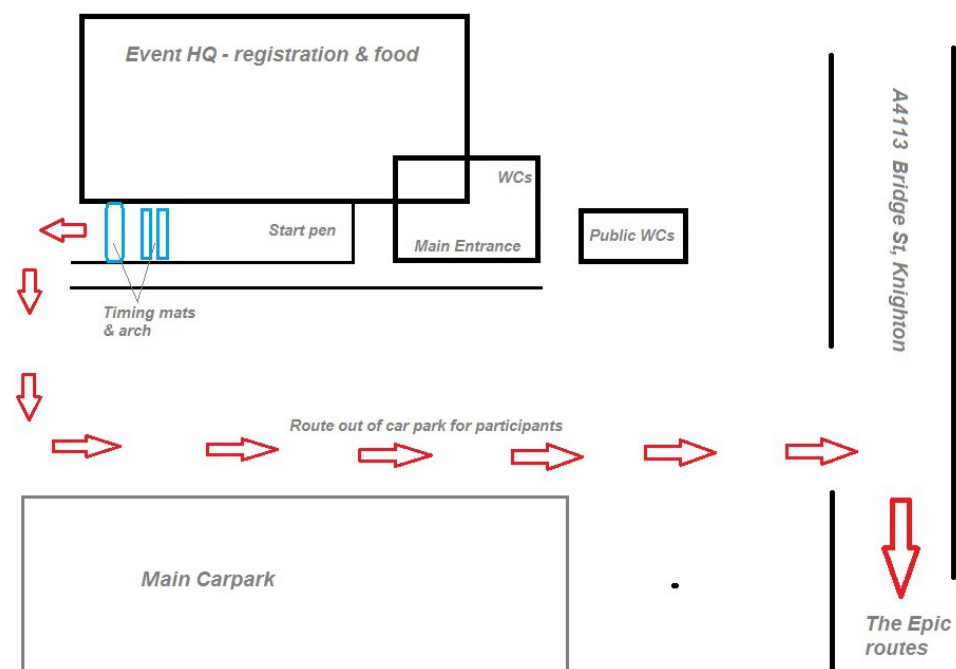 Event HQ - registration & food
WCs
Start pen
Main Entrance
Public WCs
A4113 Bridge St, Knighton
Timing mats
& arch
Route out of car park for participants
Main Carpark
The Epic
routes